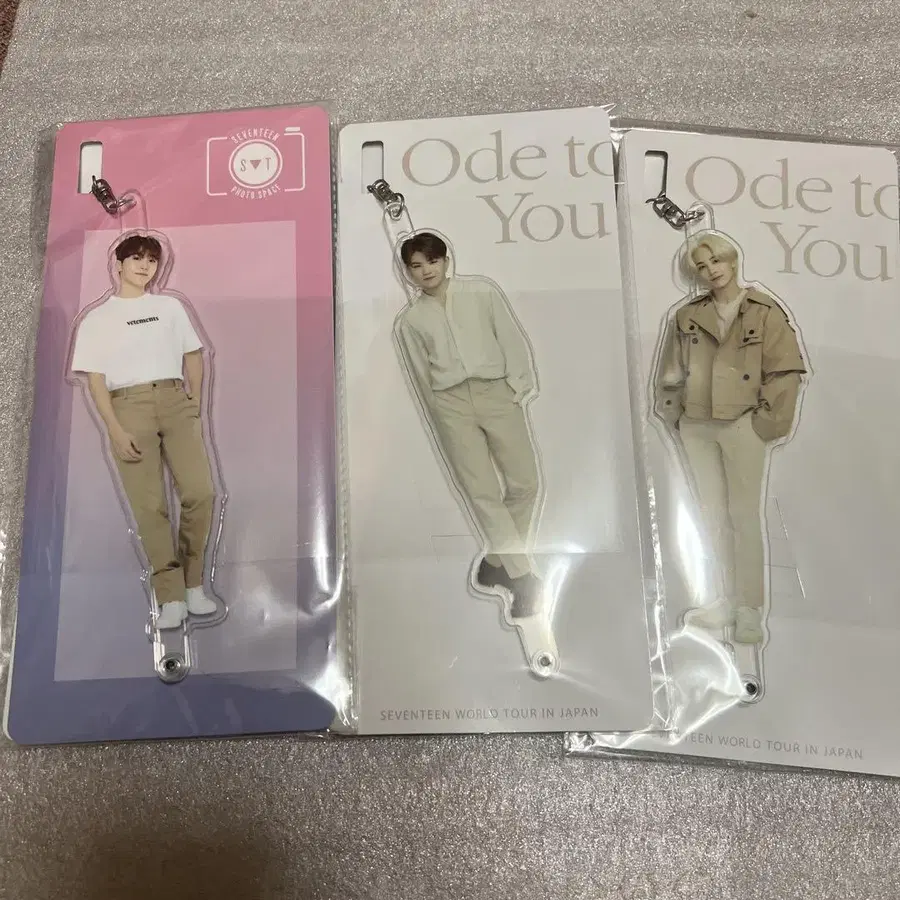 SEVENTEEN
S▼T
PHOTO SPACE
vetements
Ode to
You
SEVENTEEN WORLD TOUR IN JAPAN
Ode to
You
TEEN WORLD TOUR IN JAPAN